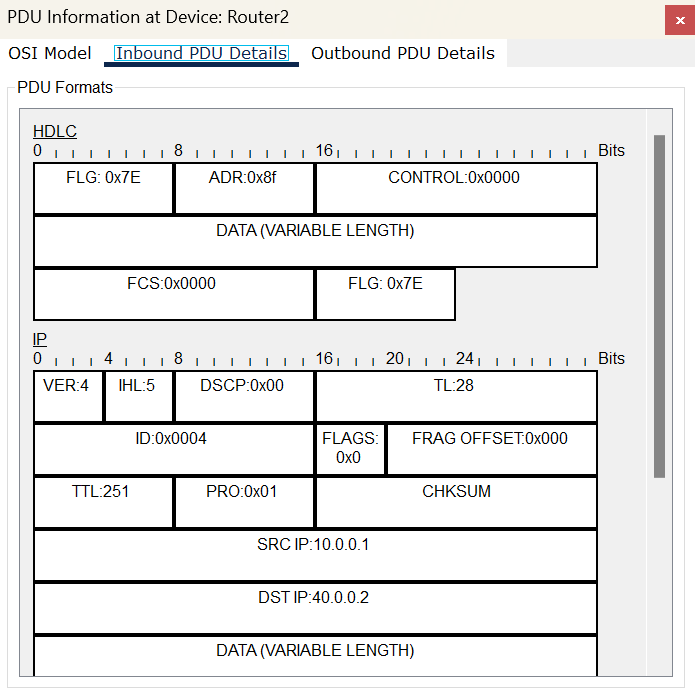 PDU Information at Device: Router2
×
OSI Model Inbound PDU Details Outbound PDU Details
PDU Formats
HDLC
0 8 16 Bits
FLG: 0x7E ADR:0x8f CONTROL:0x0000
DATA (VARIABLE LENGTH)
FCS:0x0000 FLG: 0x7E
IP
0 4 8 16 20 24 Bits
VER:4 IHL:5 DSCP:0x00 TL:28
ID:0x0004 FLAGS: FRAG OFFSET:0x000
0x0
TTL:251 PRO:0x01 CHKSUM
SRC IP:10.0.0.1
DST IP:40.0.0.2
DATA (VARIABLE LENGTH)